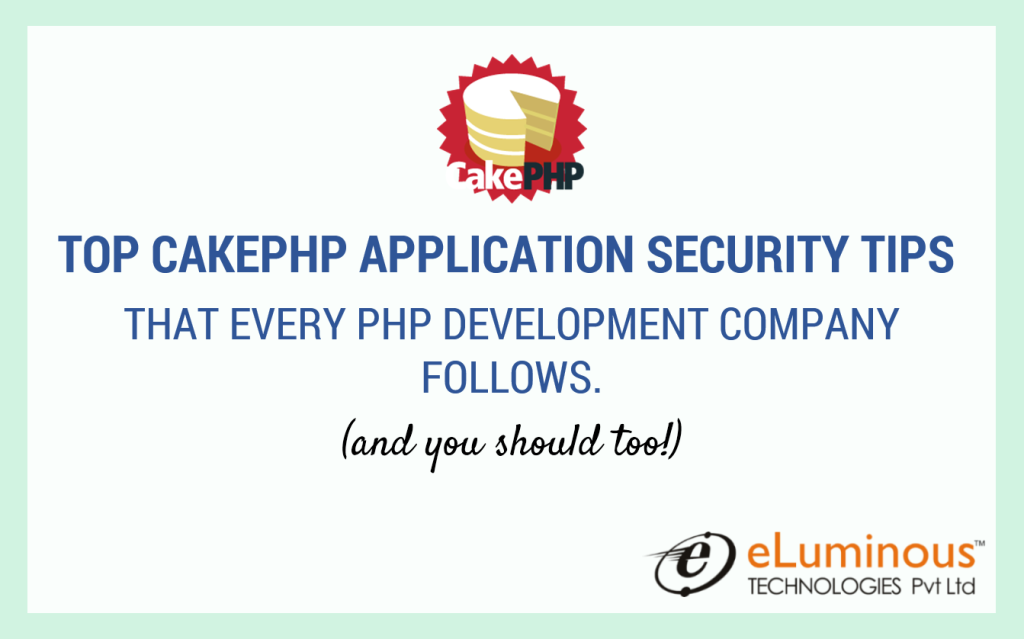 CakePHP
TOP CAKEPHP APPLICATION SECURITY TIPS
THAT EVERY PHP DEVELOPMENT COMPANY
FOLLOWS.
(and you should too!)
e
eLuminous™
TECHNOLOGIES Pvt Ltd